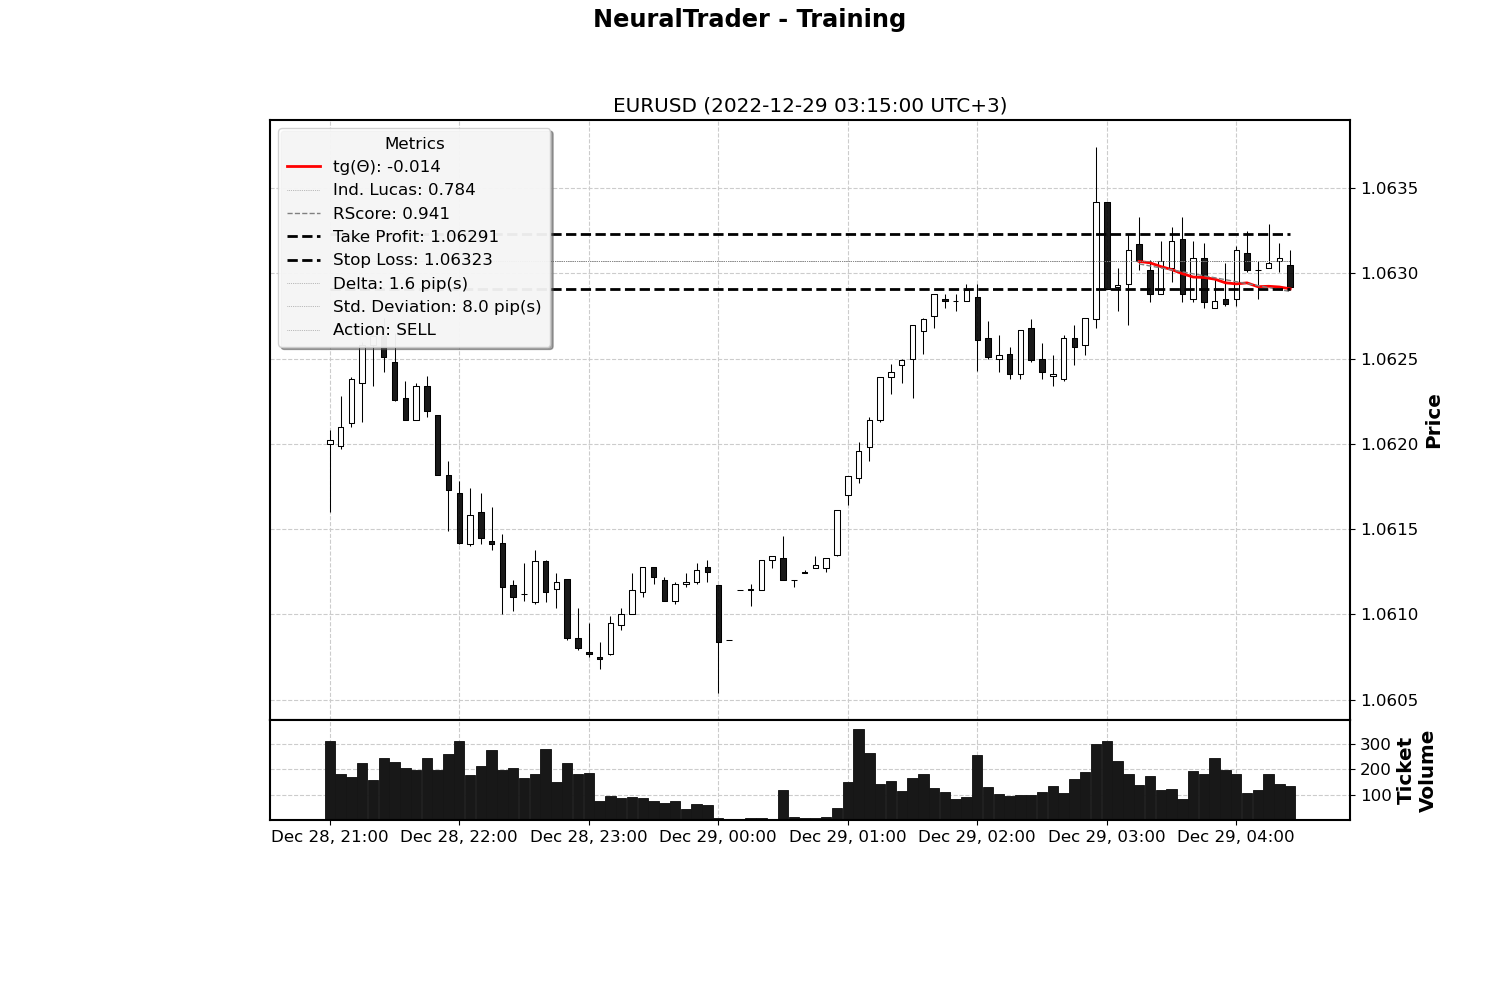 NeuralTrader - Training
EURUSD (2022-12-29 03:15:00 UTC+3)
Metrics
tg(Θ): -0.014
Ind. Lucas: 0.784
RScore: 0.941
Take Profit: 1.06291
Stop Loss: 1.06323
Delta: 1.6 pip(s)
Std. Deviation: 8.0 pip(s)
Action: SELL
1.0635
1.0630
1.0625
1.0620
1.0615
1.0610
1.0605
Price
300
200
100
Ticket
Volume
Dec 28, 21:00
Dec 28, 22:00
Dec 28, 23:00
Dec 29, 00:00
Dec 29, 01:00
Dec 29, 02:00
Dec 29, 03:00
Dec 29, 04:00